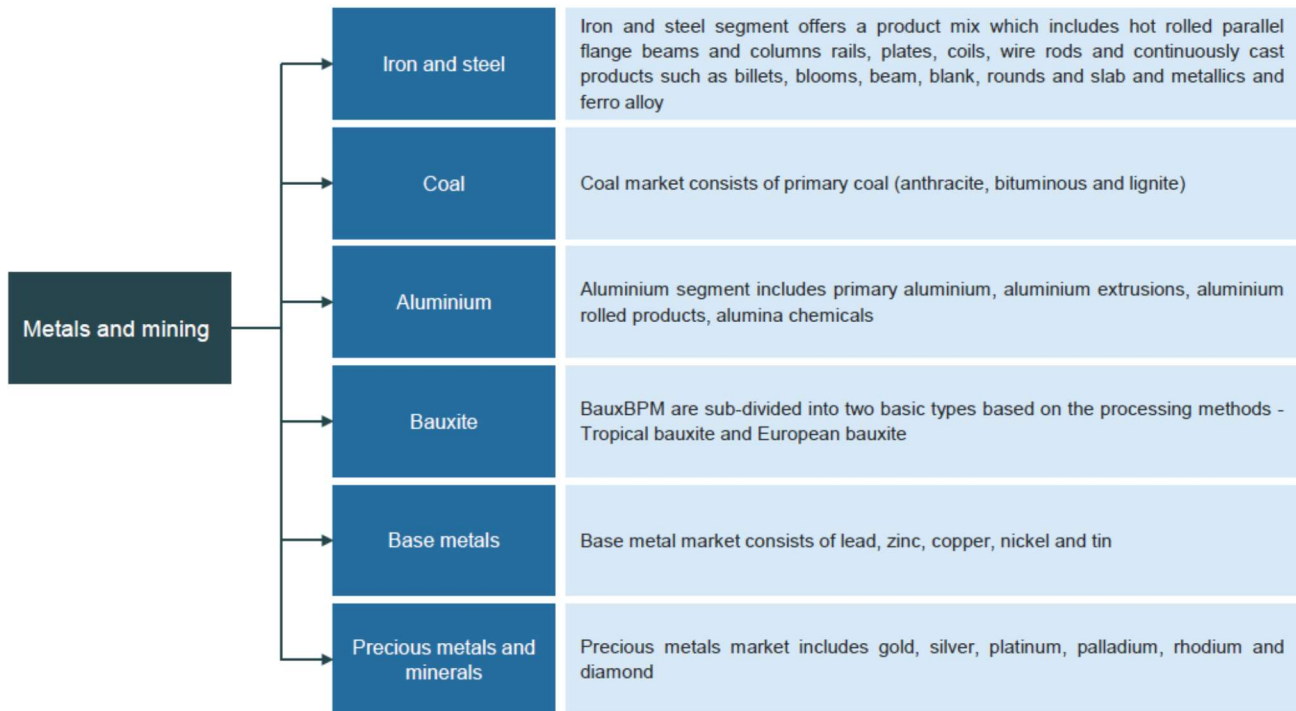 Iron and steel
Iron and steel segment offers a product mix which includes hot rolled parallel
flange beams and columns rails, plates, coils, wire rods and continuously cast
products such as billets, blooms, beam, blank, rounds and slab and metallics and
ferro alloy
Coal
Coal market consists of primary coal (anthracite, bituminous and lignite)
Metals and mining
Aluminium
Aluminium segment includes primary aluminium, aluminium extrusions, aluminium
rolled products, alumina chemicals
Bauxite
BauxBPM are sub-divided into two basic types based on the processing methods -
Tropical bauxite and European bauxite
Base metals
Base metal market consists of lead, zinc, copper, nickel and tin
Precious metals and
minerals
Precious metals market includes gold, silver, platinum, palladium, rhodium and
diamond